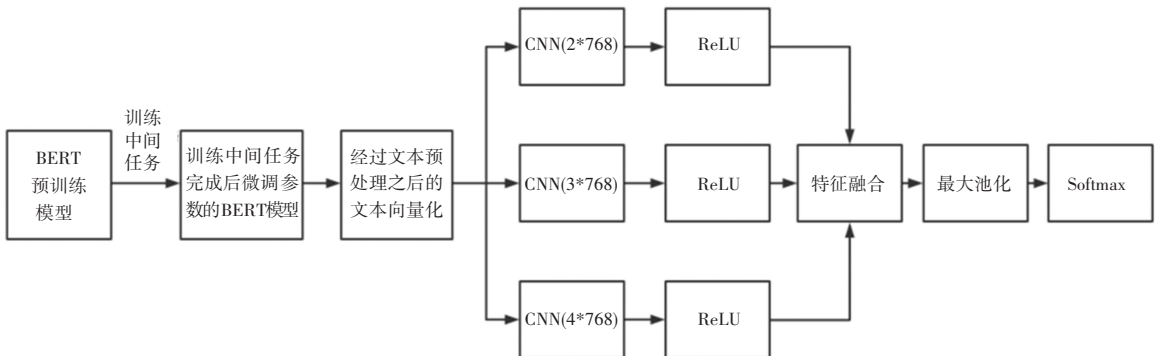 BERT
预训练
模型
训练
中间
任务
训练中间任务
完成后微调参
数的BERT模型
经过文本预
处理之后的
文本向量化
CNN(2*768)
ReLU
CNN(3*768)
ReLU
CNN(4*768)
ReLU
特征融合
最大池化
Softmax